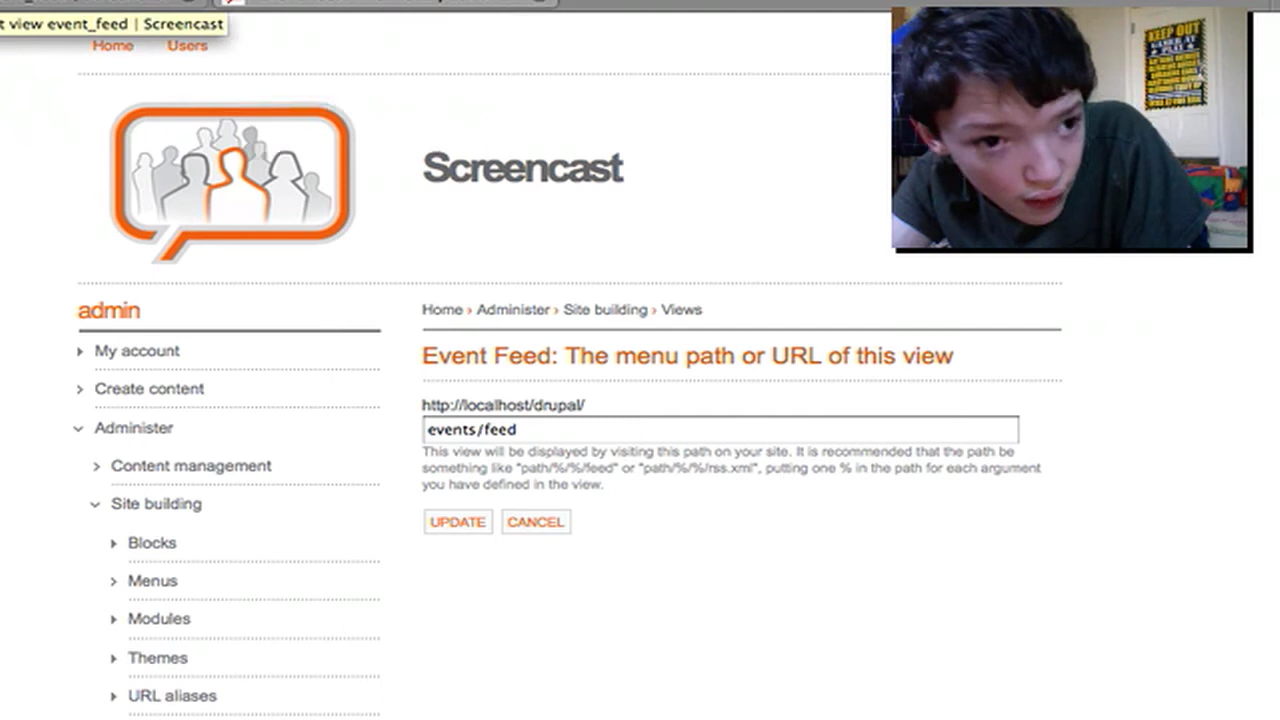 t view event_feed | Screencast
Home Users
KEEP OUT
GAMER AT
PLAY
Screencast
admin
My account
Create content
Administer
Content management
Site building
Blocks
Menus
Modules
Themes
URL aliases
Home › Administer › Site building › Views
Event Feed: The menu path or URL of this view
http://localhost/drupal/
events/feed
This view will be displayed by visiting this path on your site. It is recommended that the path be
something like "path/%/%/feed" or "path/%/%/rss.xml", putting one % in the path for each argument
you have defined in the view.
UPDATE CANCEL